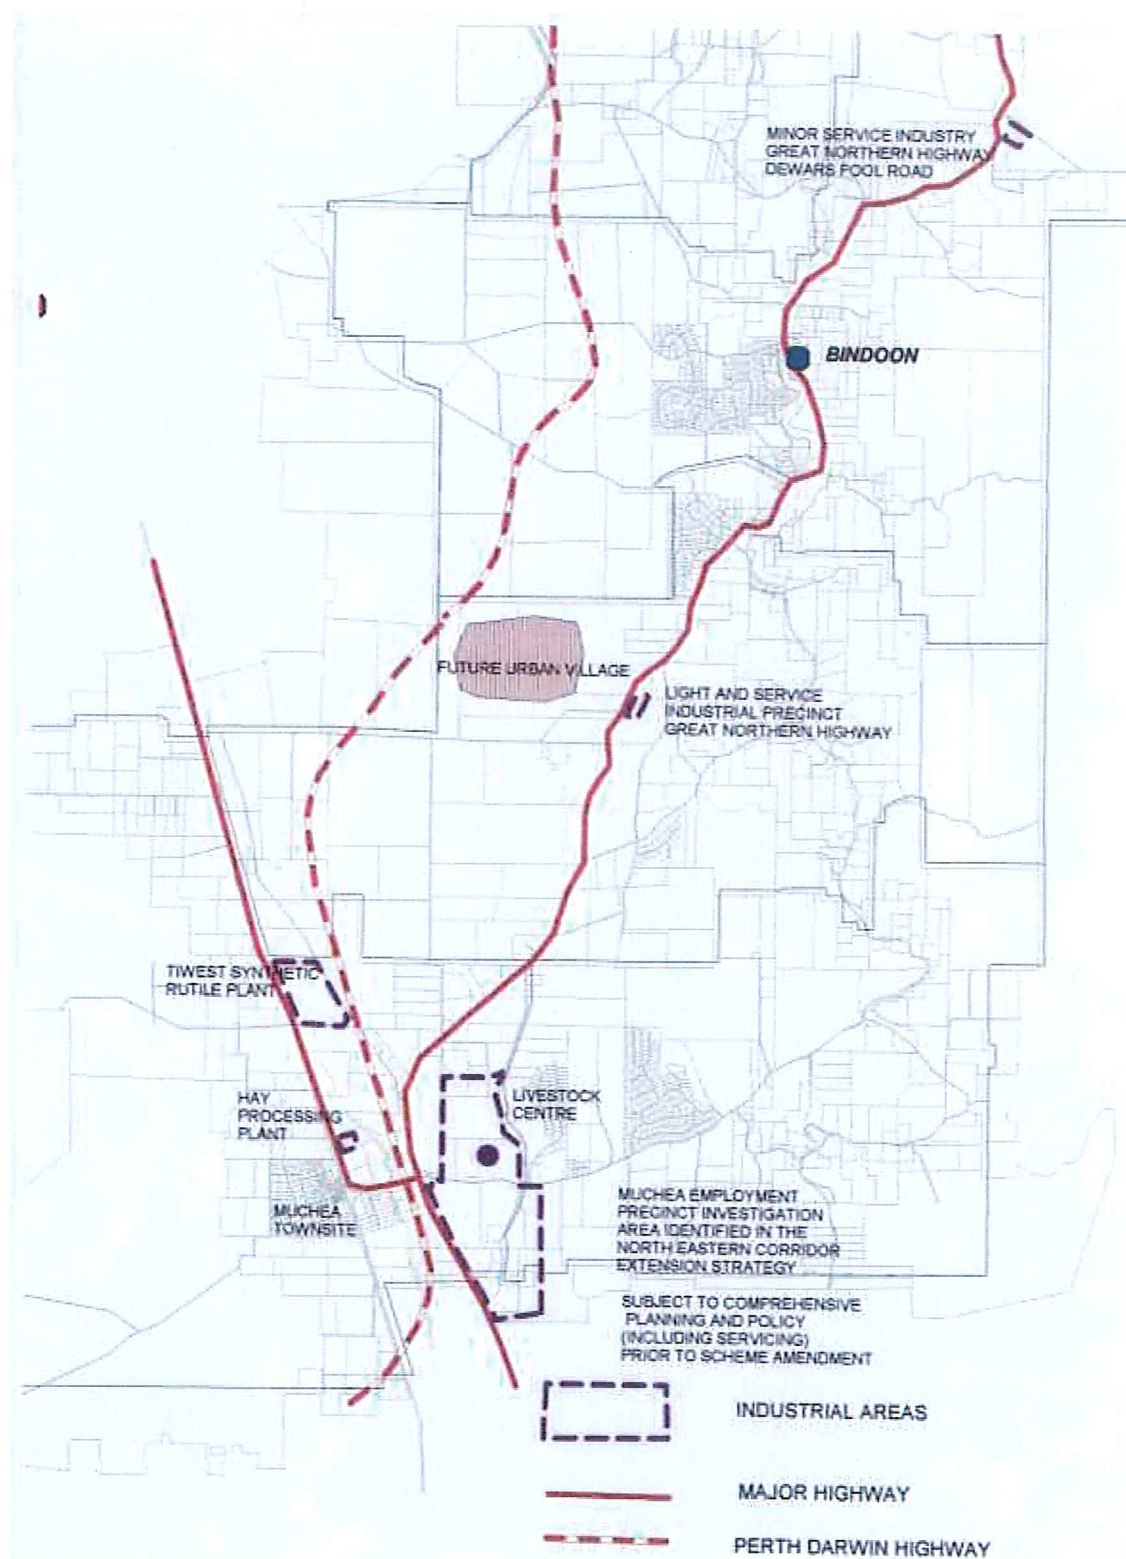 MINOR SERVICE INDUSTRY
GREAT NORTHERN HIGHWAY
DEWARS FOOL ROAD
BINDOON
FUTURE URBAN VILLAGE
LIGHT AND SERVICE
INDUSTRIAL PRECINCT
GREAT NORTHERN HIGHWAY
TIWEST SYNTHETIC
RUTILE PLANT
HAY
PROCESSING
PLANT
LIVESTOCK
CENTRE
MUCHEA
TOWNSITE
MUCHEA EMPLOYMENT
PRECINCT INVESTIGATION
AREA IDENTIFIED IN THE
NORTH EASTERN CORRIDOR
EXTENSION STRATEGY
SUBJECT TO COMPREHENSIVE
PLANNING AND POLICY
(INCLUDING SERVICING)
PRIOR TO SCHEME AMENDMENT
INDUSTRIAL AREAS
MAJOR HIGHWAY
PERTH DARWIN HIGHWAY